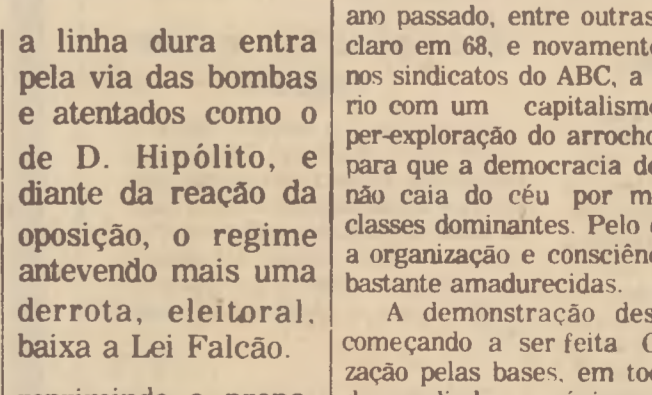 a linha dura entra
pela via das bombas
e atentados como o
de D. Hipólito, e
diante da reação da
oposição, o regime
antevendo mais uma
derrota, eleitoral.
baixa a Lei Falcão.
ano passado, entre outras
claro em 68, e novamente
nos sindicatos do ABC, a
rio com um capitalismo
per-exploração do arrocho
para que a democracia de
não caia do céu por m
classes dominantes. Pelo
a organização e consciên
bastante amadurecidas.
A demonstração des
começando a ser feita
zação pelas bases, em to